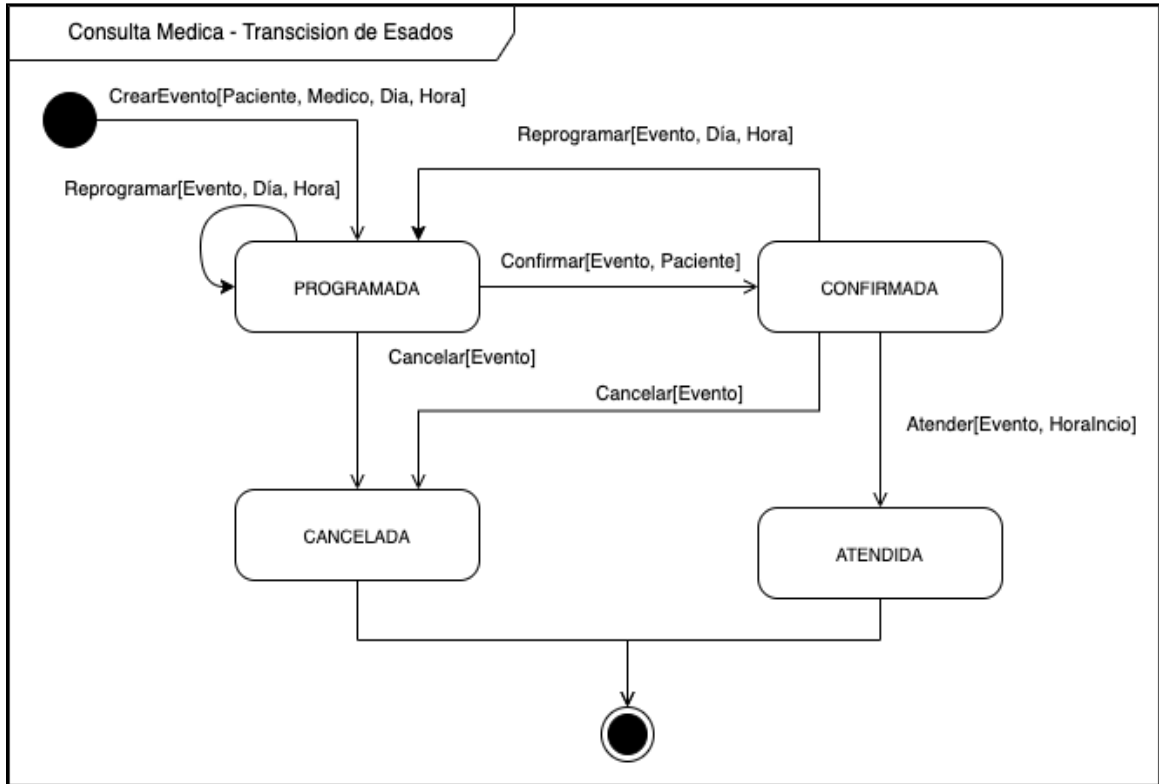 Consulta Medica - Transcision de Esados
CrearEvento[Paciente, Medico, Dia, Hora]
Reprogramar[Evento, Día, Hora]
Reprogramar[Evento, Día, Hora]
PROGRAMADA
Confirmar[Evento, Paciente]
CONFIRMADA
Cancelar[Evento]
Cancelar[Evento]
Atender[Evento, HoraIncio]
CANCELADA
ATENDIDA